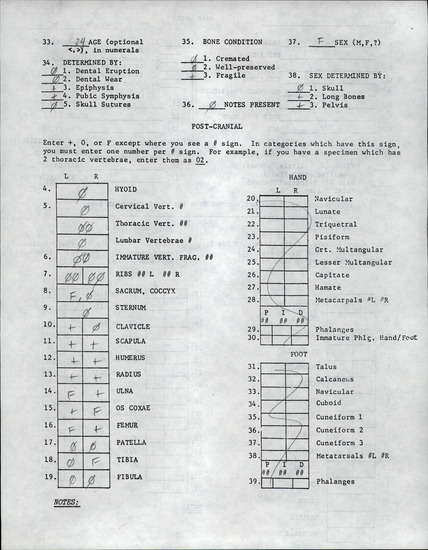 33. 24 AGE (optional <,>), in numerals
35. BONE CONDITION
37. F SEX (M,F,?)
34. DETERMINED BY:
Ø 1. Dental Eruption
Ø 2. Dental Wear
+ 3. Epiphysis
+ 4. Pubic Symphysis
Ø 5. Skull Sutures
Ø 1. Cremated
Ø 2. Well-preserved
+ 3. Fragile
36. Ø NOTES PRESENT
38. SEX DETERMINED BY:
Ø 1. Skull
+ 2. Long Bones
+ 3. Pelvis
POST-CRANIAL
Enter +, 0, or F except where you see a # sign. In categories which have this sign,
you must enter one number per # sign. For example, if you have a specimen which has
2 thoracic vertebrae, enter them as 02.
L R
4. Ø HYOID
5. Ø Cervical Vert. #
ØØ Thoracic Vert. ##
Ø Lumbar Vertebrae #
6. ØØ IMMATURE VERT. FRAG. ##
7. ØØ ØØ RIBS ## L ## R
8. F, Ø SACRUM, COCCYX
9. Ø STERNUM
10. + Ø CLAVICLE
11. + + SCAPULA
12. + + HUMERUS
13. + + RADIUS
14. F + ULNA
15. + F OS COXAE
16. F + FEMUR
17. Ø Ø PATELLA
18. Ø F TIBIA
19. Ø Ø FIBULA
NOTES:
HAND
L R
20. Navicular
21. Lunate
22. Triquetral
23. Pisiform
24. Grt. Multangular
25. Lesser Multangular
26. Capitate
27. Hamate
28. Metacarpals #L #R
P I D
## ## ##
29. Phalanges
30. Immature Phlg. Hand/Foot
FOOT
31. Talus
32. Calcaneus
33. Navicular
34. Cuboid
35. Cuneiform 1
36. Cuneiform 2
37. Cuneiform 3
38. Metatarsals #L #R
P I D
## ## ##
39. Phalanges